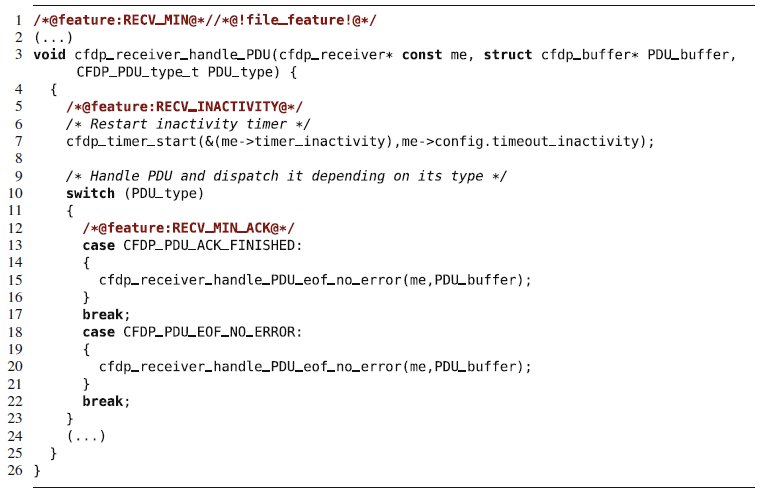 1 /*@feature:RECV_MIN@*//*@!file_feature!@*/
2 (...)
3 void cfdp_receiver_handle_PDU(cfdp_receiver* const me, struct cfdp_buffer* PDU_buffer,
CFDP_PDU_type_t PDU_type) {
4 {
5 /*@feature:RECV_INACTIVITY@*/
6 /* Restart inactivity timer */
7 cfdp_timer_start(&(me->timer_inactivity),me->config.timeout_inactivity);
8
9 /* Handle PDU and dispatch it depending on its type */
10 switch (PDU_type)
11 {
12 /*@feature:RECV_MIN_ACK@*/
13 case CFDP_PDU_ACK_FINISHED:
14 {
15 cfdp_receiver_handle_PDU_eof_no_error(me,PDU_buffer);
16 }
17 break;
18 case CFDP_PDU_EOF_NO_ERROR:
19 {
20 cfdp_receiver_handle_PDU_eof_no_error(me,PDU_buffer);
21 }
22 break;
23 }
24 (...)
25 }
26 }